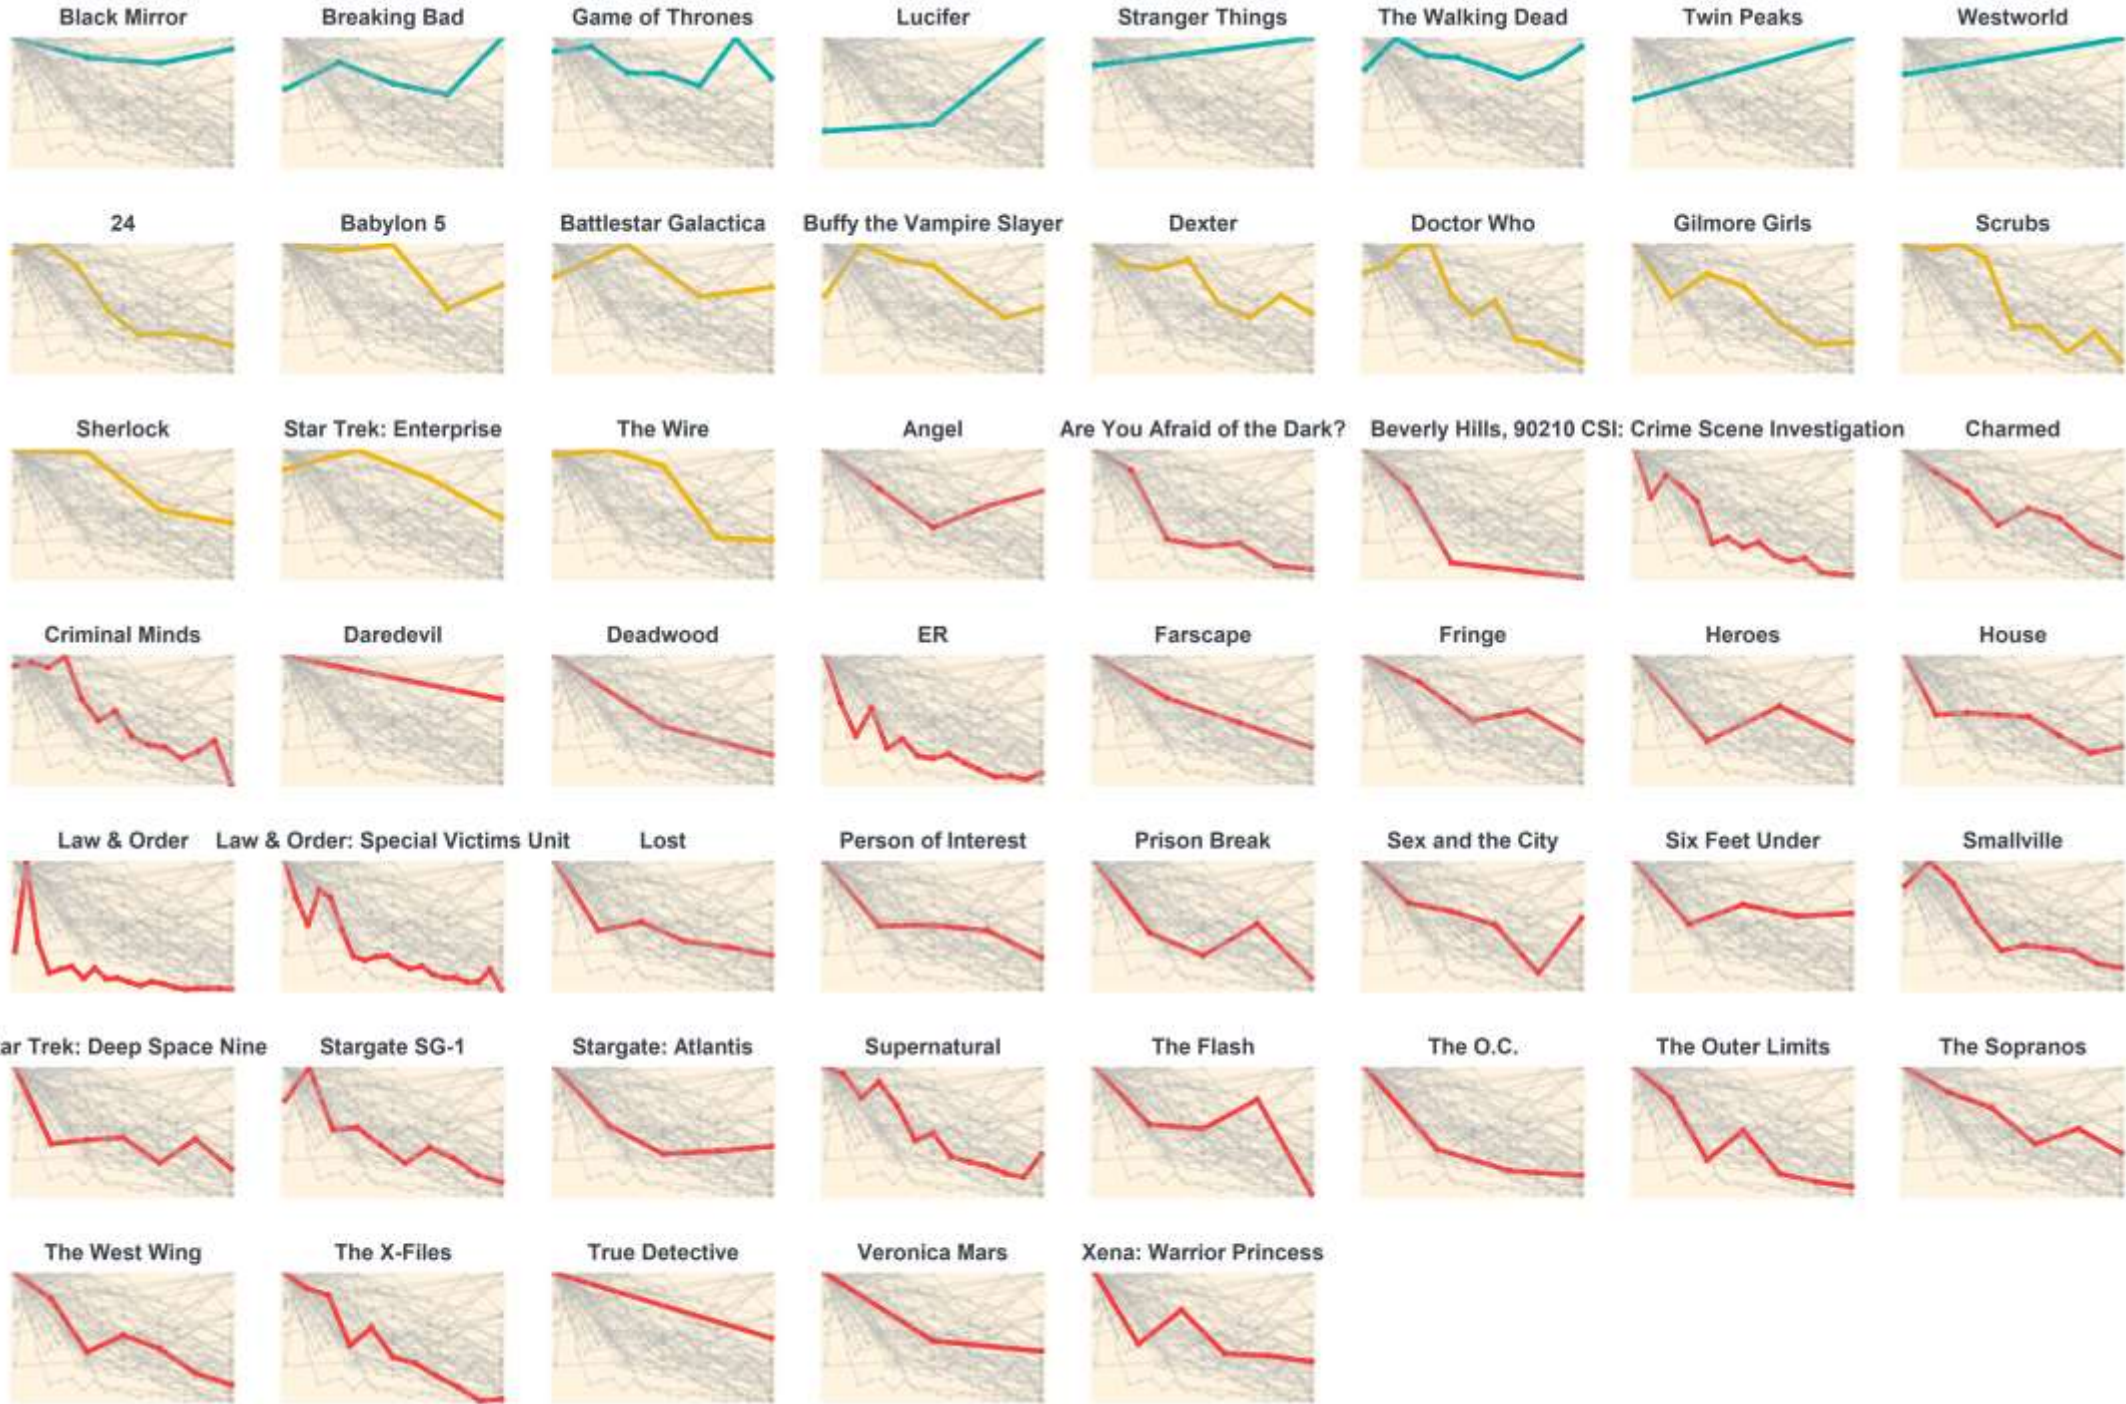 Black Mirror Breaking Bad Game of Thrones Lucifer Stranger Things The Walking Dead Twin Peaks Westworld
24 Babylon 5 Battlestar Galactica Buffy the Vampire Slayer Dexter Doctor Who Gilmore Girls Scrubs
Sherlock Star Trek: Enterprise The Wire Angel Are You Afraid of the Dark? Beverly Hills, 90210 CSI: Crime Scene Investigation Charmed
Criminal Minds Daredevil Deadwood ER Farscape Fringe Heroes House
Law & Order Law & Order: Special Victims Unit Lost Person of Interest Prison Break Sex and the City Six Feet Under Smallville
ar Trek: Deep Space Nine Stargate SG-1 Stargate: Atlantis Supernatural The Flash The O.C. The Outer Limits The Sopranos
The West Wing The X-Files True Detective Veronica Mars Xena: Warrior Princess